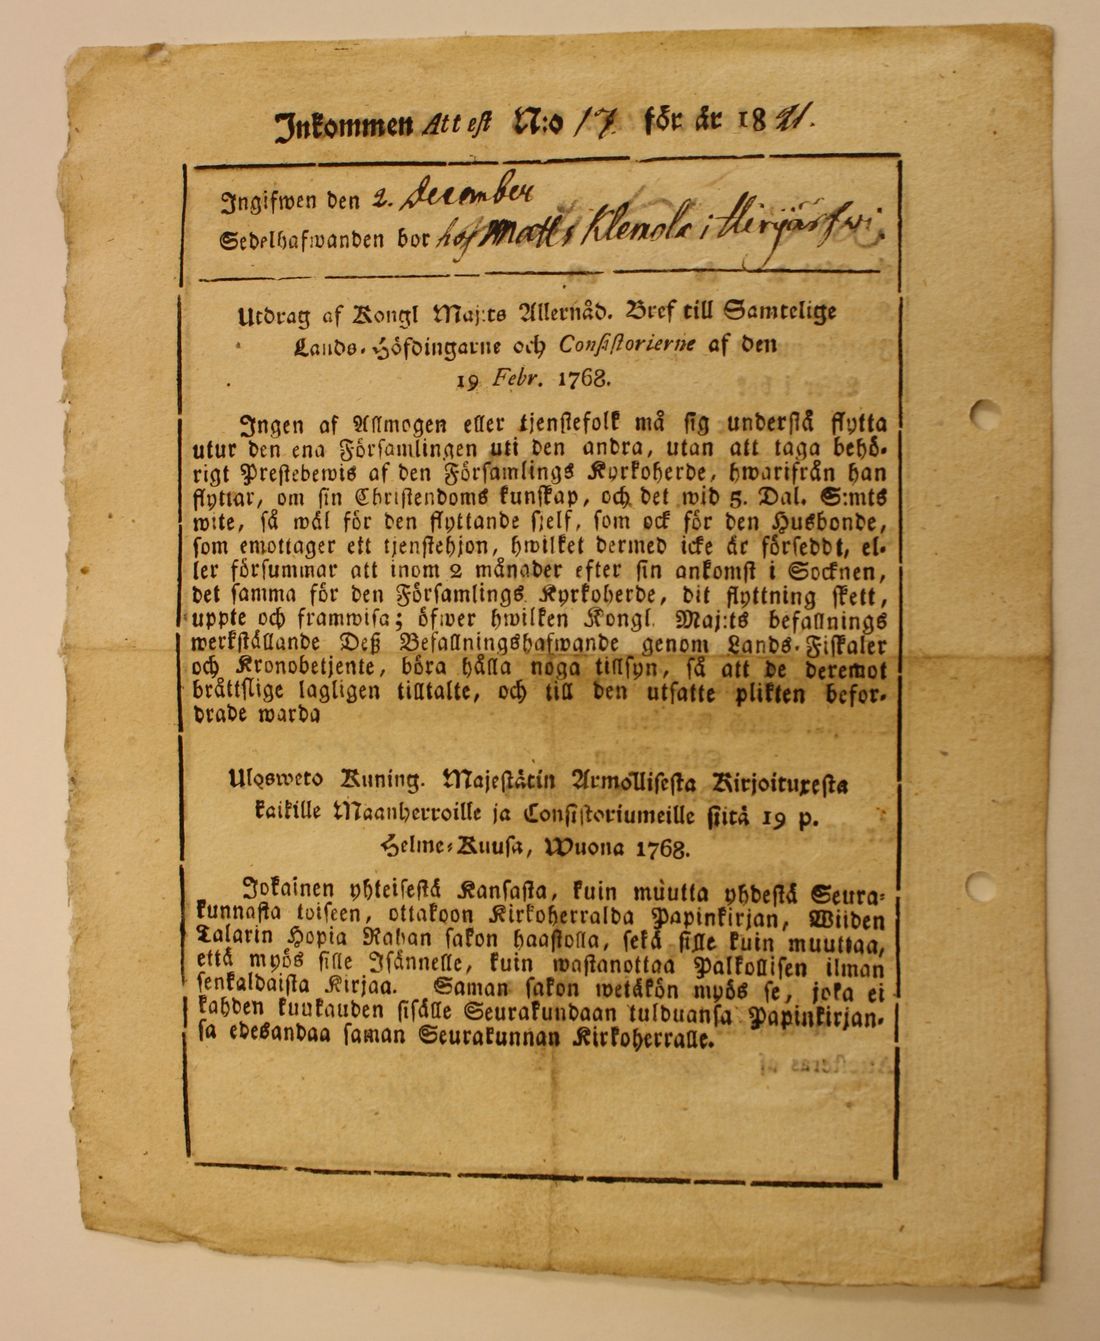 Inkommen Attest N:o 17 för år 1821.
Ingifwen den 2. December
Sedelhafwanden bor hos Matts Klemola i
Utdrag af Kongl Maj:ts Allernåd. Bref till Samtelige
Lands-Höfdingarne och Consistorierne af den
19 Febr. 1768.
Ingen af Allmogen eller tjenstefolk må sig understå flytta
utur den ena Församlingen uti den andra, utan att taga behö-
rigt Prestebewis af den Församlings Kyrkoherde, hwarifrån han
flyttar, om sin Christendoms kunskap, och det wid 5. Dal. S:mts
wite, så wäl för den flyttande sjelf, som ock för den Husbonde,
som emottager ett tjenstehjon, hwilket dermed icke är förseddt, el-
ler försummar att inom 2 månader efter sin ankomst i Socknen,
det samma för den Församlings Kyrkoherde, dit flyttning skett,
uppte och framwisa; öfwer hwilken Kongl. Maj:ts befallnings
werkställande Deß Befallningshafwande genom Lands-Fiskaler
och Kronobetjente, böra hålla noga tillsyn, så att de deremot
bråttslige lagligen tilltalte, och till den utsatte plikten befor-
drade warda
Ulosweto Kuning. Majestätin Armollisesta Kirjoituxesta
kaikille Maanherroille ja Consistoriumeille siitä 19 p.
Helme-Kuusa, Wuona 1768.
Jokainen yhteisestä Kansasta, kuin muutta yhdestä Seura-
kunnasta toiseen, ottakoon Kirkoherralda Papinkirjan, Wiiden
Talarin Hopia Rahan sakon haastolla, sekä sille kuin muuttaa,
että myös sille Isännelle, kuin wastanottaa Palkollisen ilman
senkaldaista Kirjaa. Saman sakon wetäkön myös se, joka ei
kahden kuukauden sisälle Seurakundaan tulduansa Papinkirjan-
sa edesandaa saman Seurakunnan Kirkoherralle.